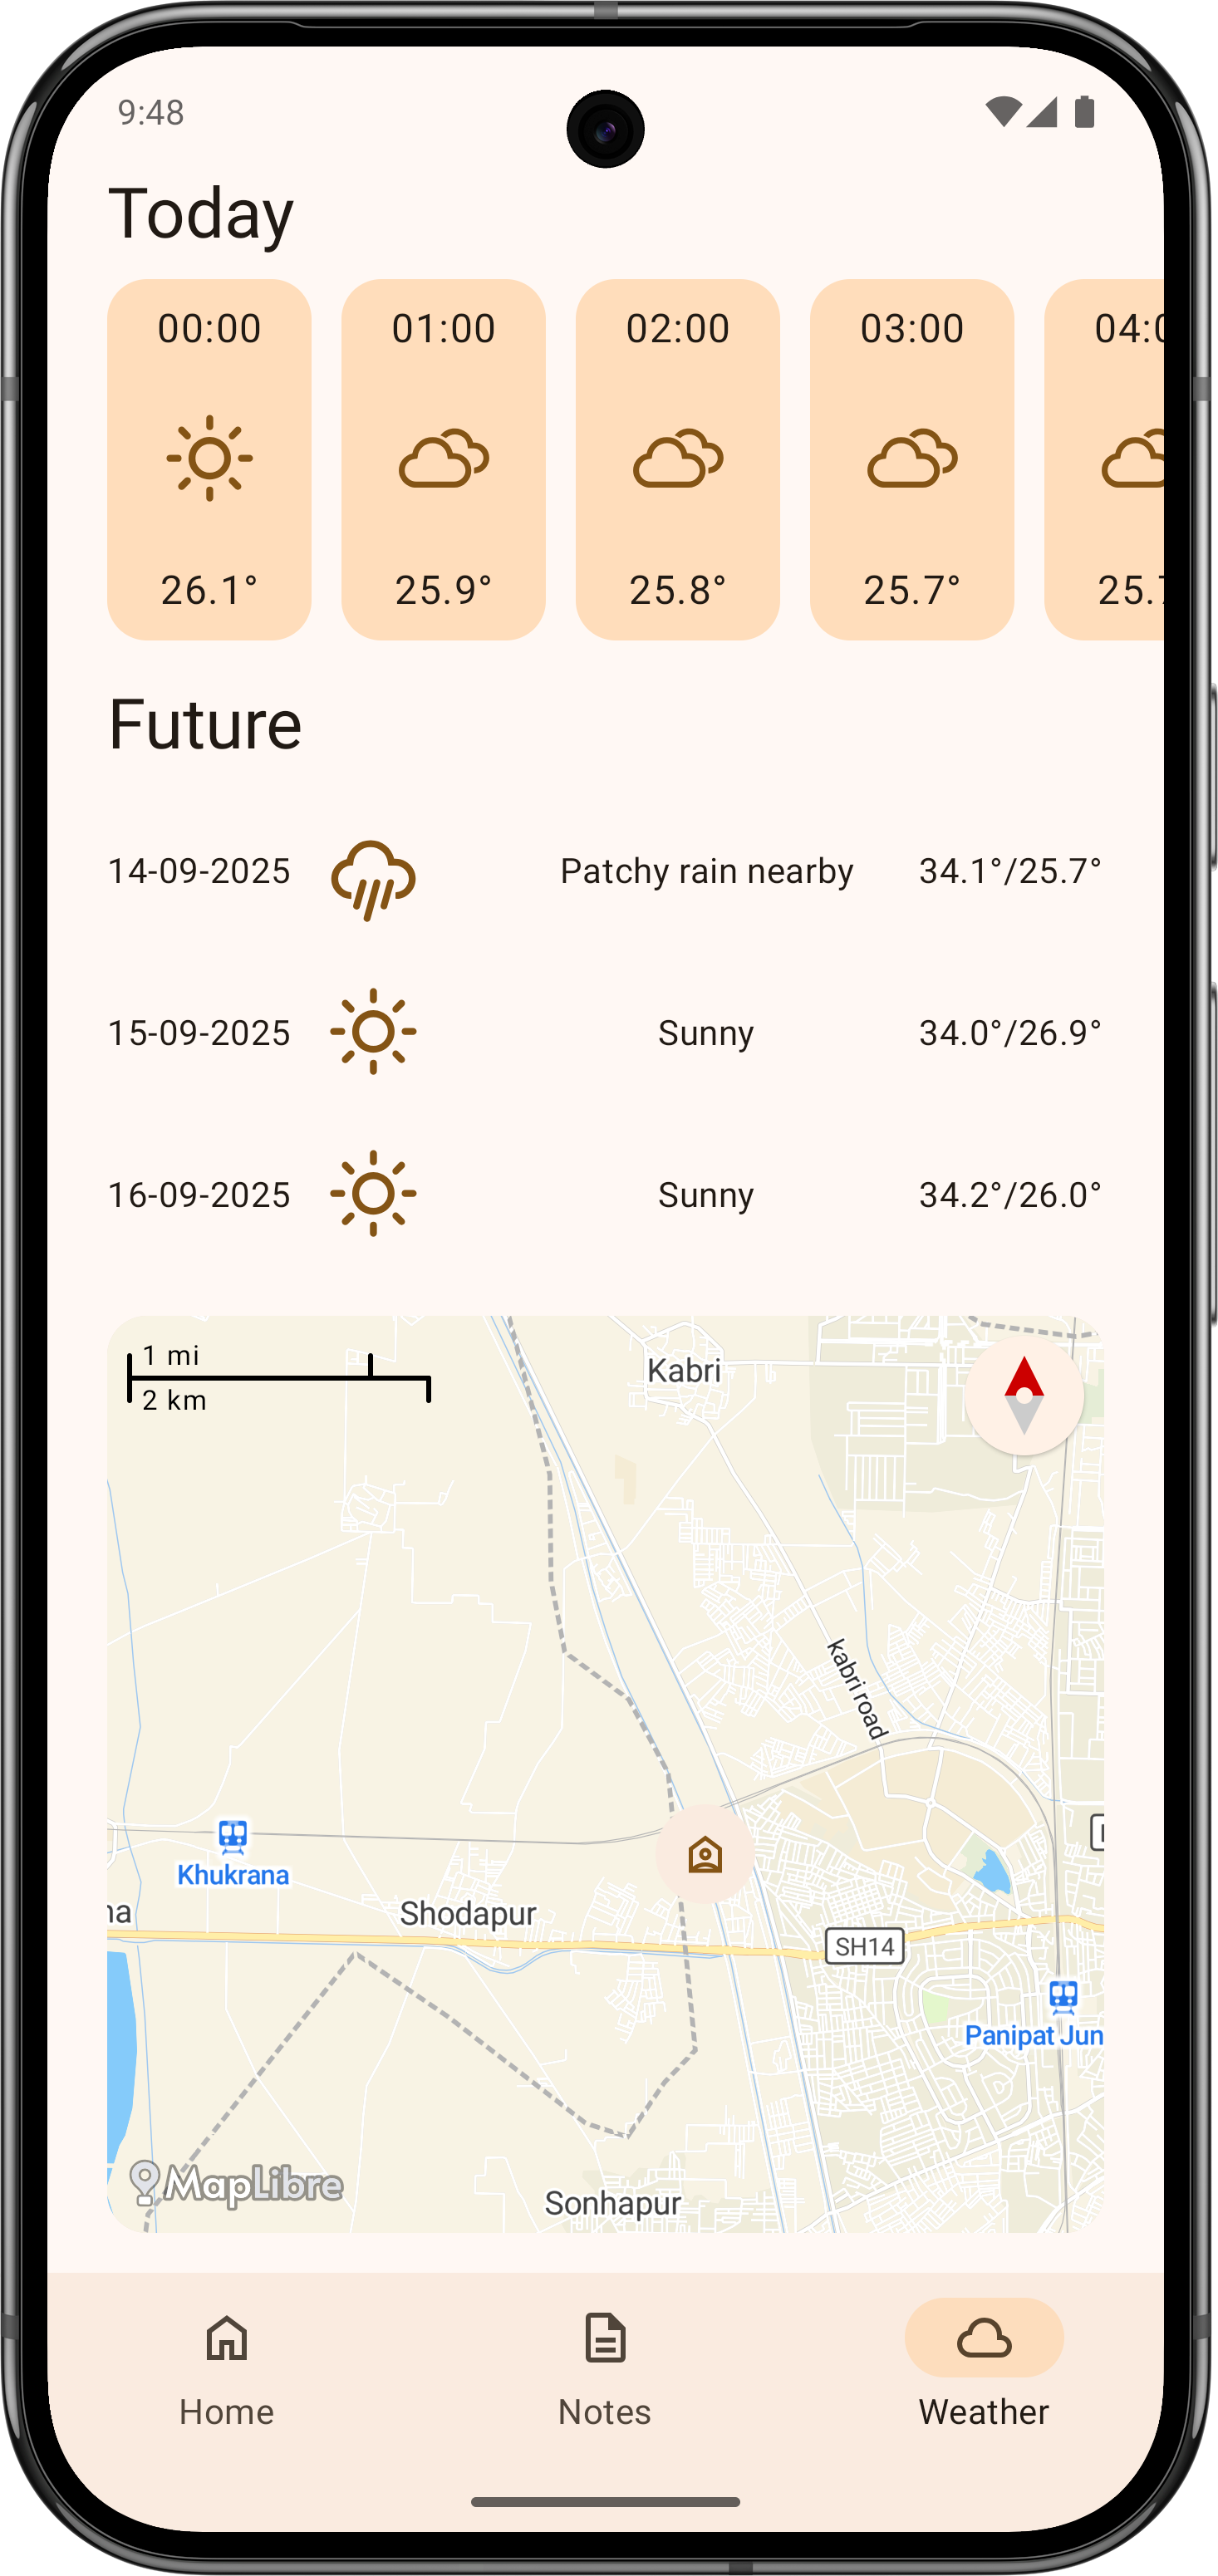 9:48
Today
00:00 01:00 02:00 03:00 04:0
26.1° 25.9° 25.8° 25.7° 25.7
Future
14-09-2025 Patchy rain nearby 34.1°/25.7°
15-09-2025 Sunny 34.0°/26.9°
16-09-2025 Sunny 34.2°/26.0°
1 mi
2 km
Kabri
kabri road
Khukrana
na
Shodapur
SH14
Panipat Jun
MapLibre
Sonhapur
Home Notes Weather